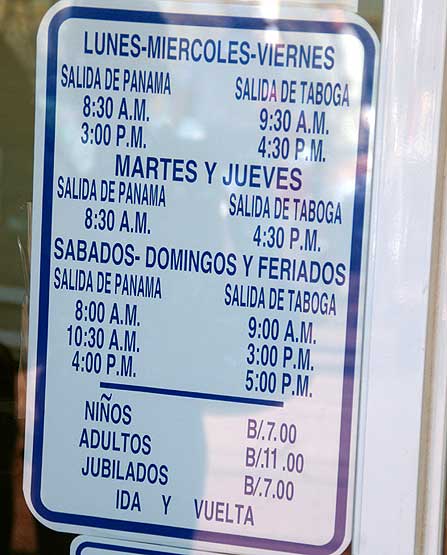 LUNES-MIERCOLES-VIERNES
SALIDA DE PANAMA SALIDA DE TABOGA
8:30 A.M. 9:30 A.M.
3:00 P.M. 4:30 P.M.
MARTES Y JUEVES
SALIDA DE PANAMA SALIDA DE TABOGA
8:30 A.M. 4:30 P.M.
SABADOS- DOMINGOS Y FERIADOS
SALIDA DE PANAMA SALIDA DE TABOGA
8:00 A.M. 9:00 A.M.
10:30 A.M. 3:00 P.M.
4:00 P.M. 5:00 P.M.
NIÑOS B/.7.00
ADULTOS B/.11.00
JUBILADOS B/.7.00
IDA Y VUELTA